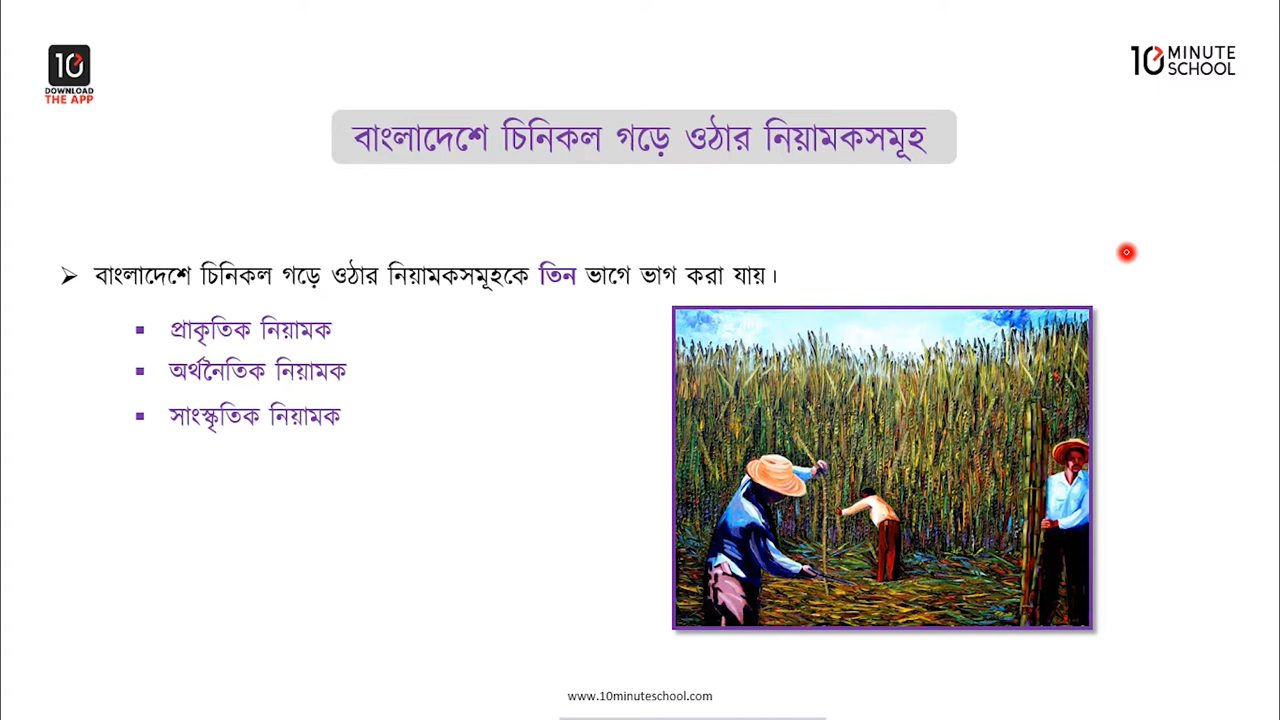 10
DOWNLOAD
THE APP
10 MINUTE
SCHOOL
বাংলাদেশে চিনিকল গড়ে ওঠার নিয়ামকসমূহ
➢ বাংলাদেশে চিনিকল গড়ে ওঠার নিয়ামকসমূহকে তিন ভাগে ভাগ করা যায়।
▪ প্রাকৃতিক নিয়ামক
▪ অর্থনৈতিক নিয়ামক
▪ সাংস্কৃতিক নিয়ামক
www.10minuteschool.com